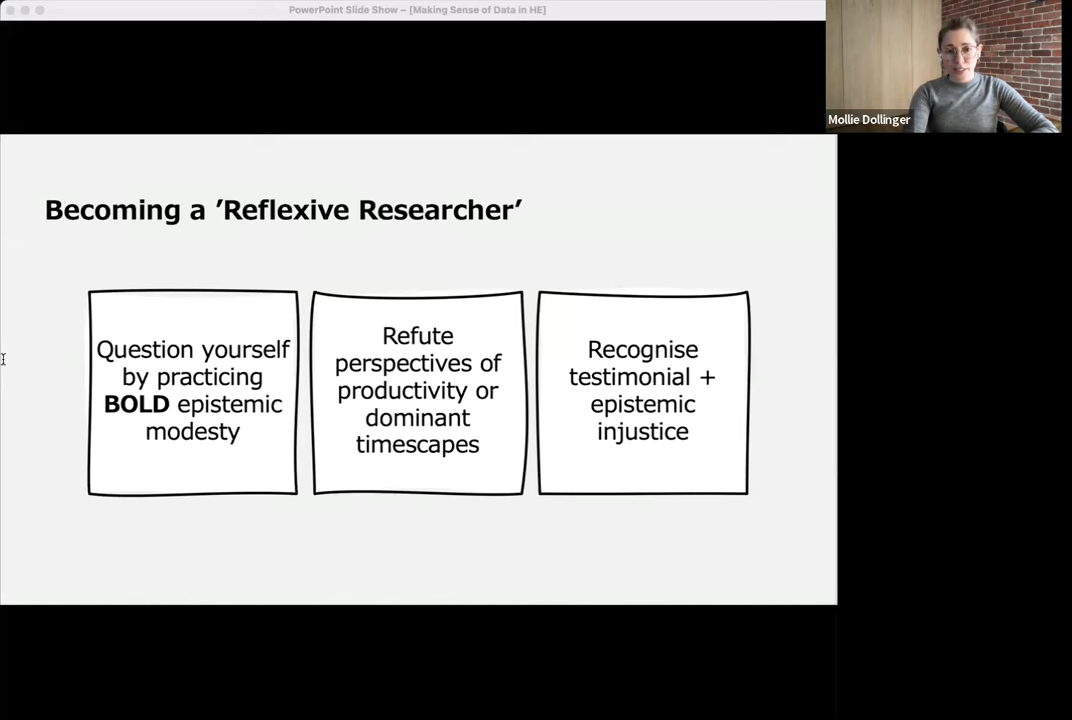 PowerPoint Slide Show – [Making Sense of Data in HE]
Mollie Dollinger
Becoming a ’Reflexive Researcher’
Question yourself
by practicing
BOLD epistemic
modesty
Refute
perspectives of
productivity or
dominant
timescapes
Recognise
testimonial +
epistemic
injustice